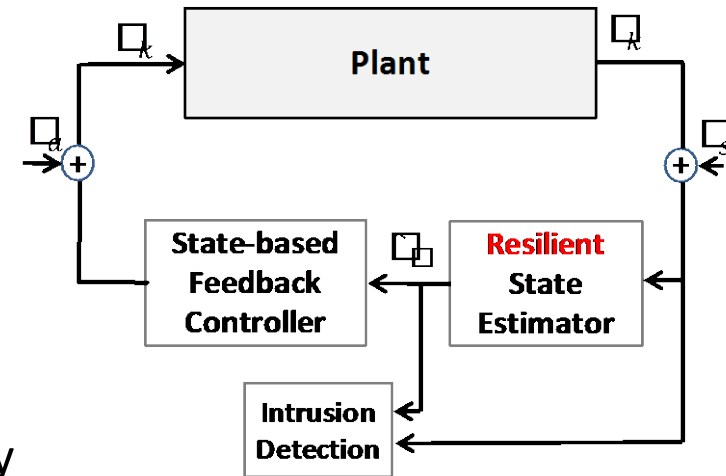 □k
□k
Plant
□a
+
+
□s
State-based
Feedback
Controller
Resilient
State
Estimator
Intrusion
Detection
y